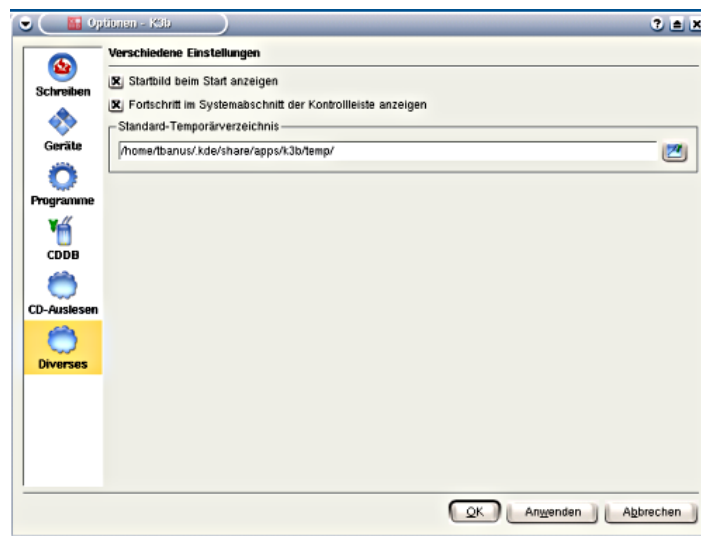 Optionen - K3b
Verschiedene Einstellungen
Schreiben
Startbild beim Start anzeigen
Fortschritt im Systemabschnitt der Kontrollleiste anzeigen
Geräte
Standard-Temporärverzeichnis
/home/tbanus/.kde/share/apps/k3b/temp/
Programme
CDDB
CD-Auslesen
Diverses
OK
Anwenden
Abbrechen